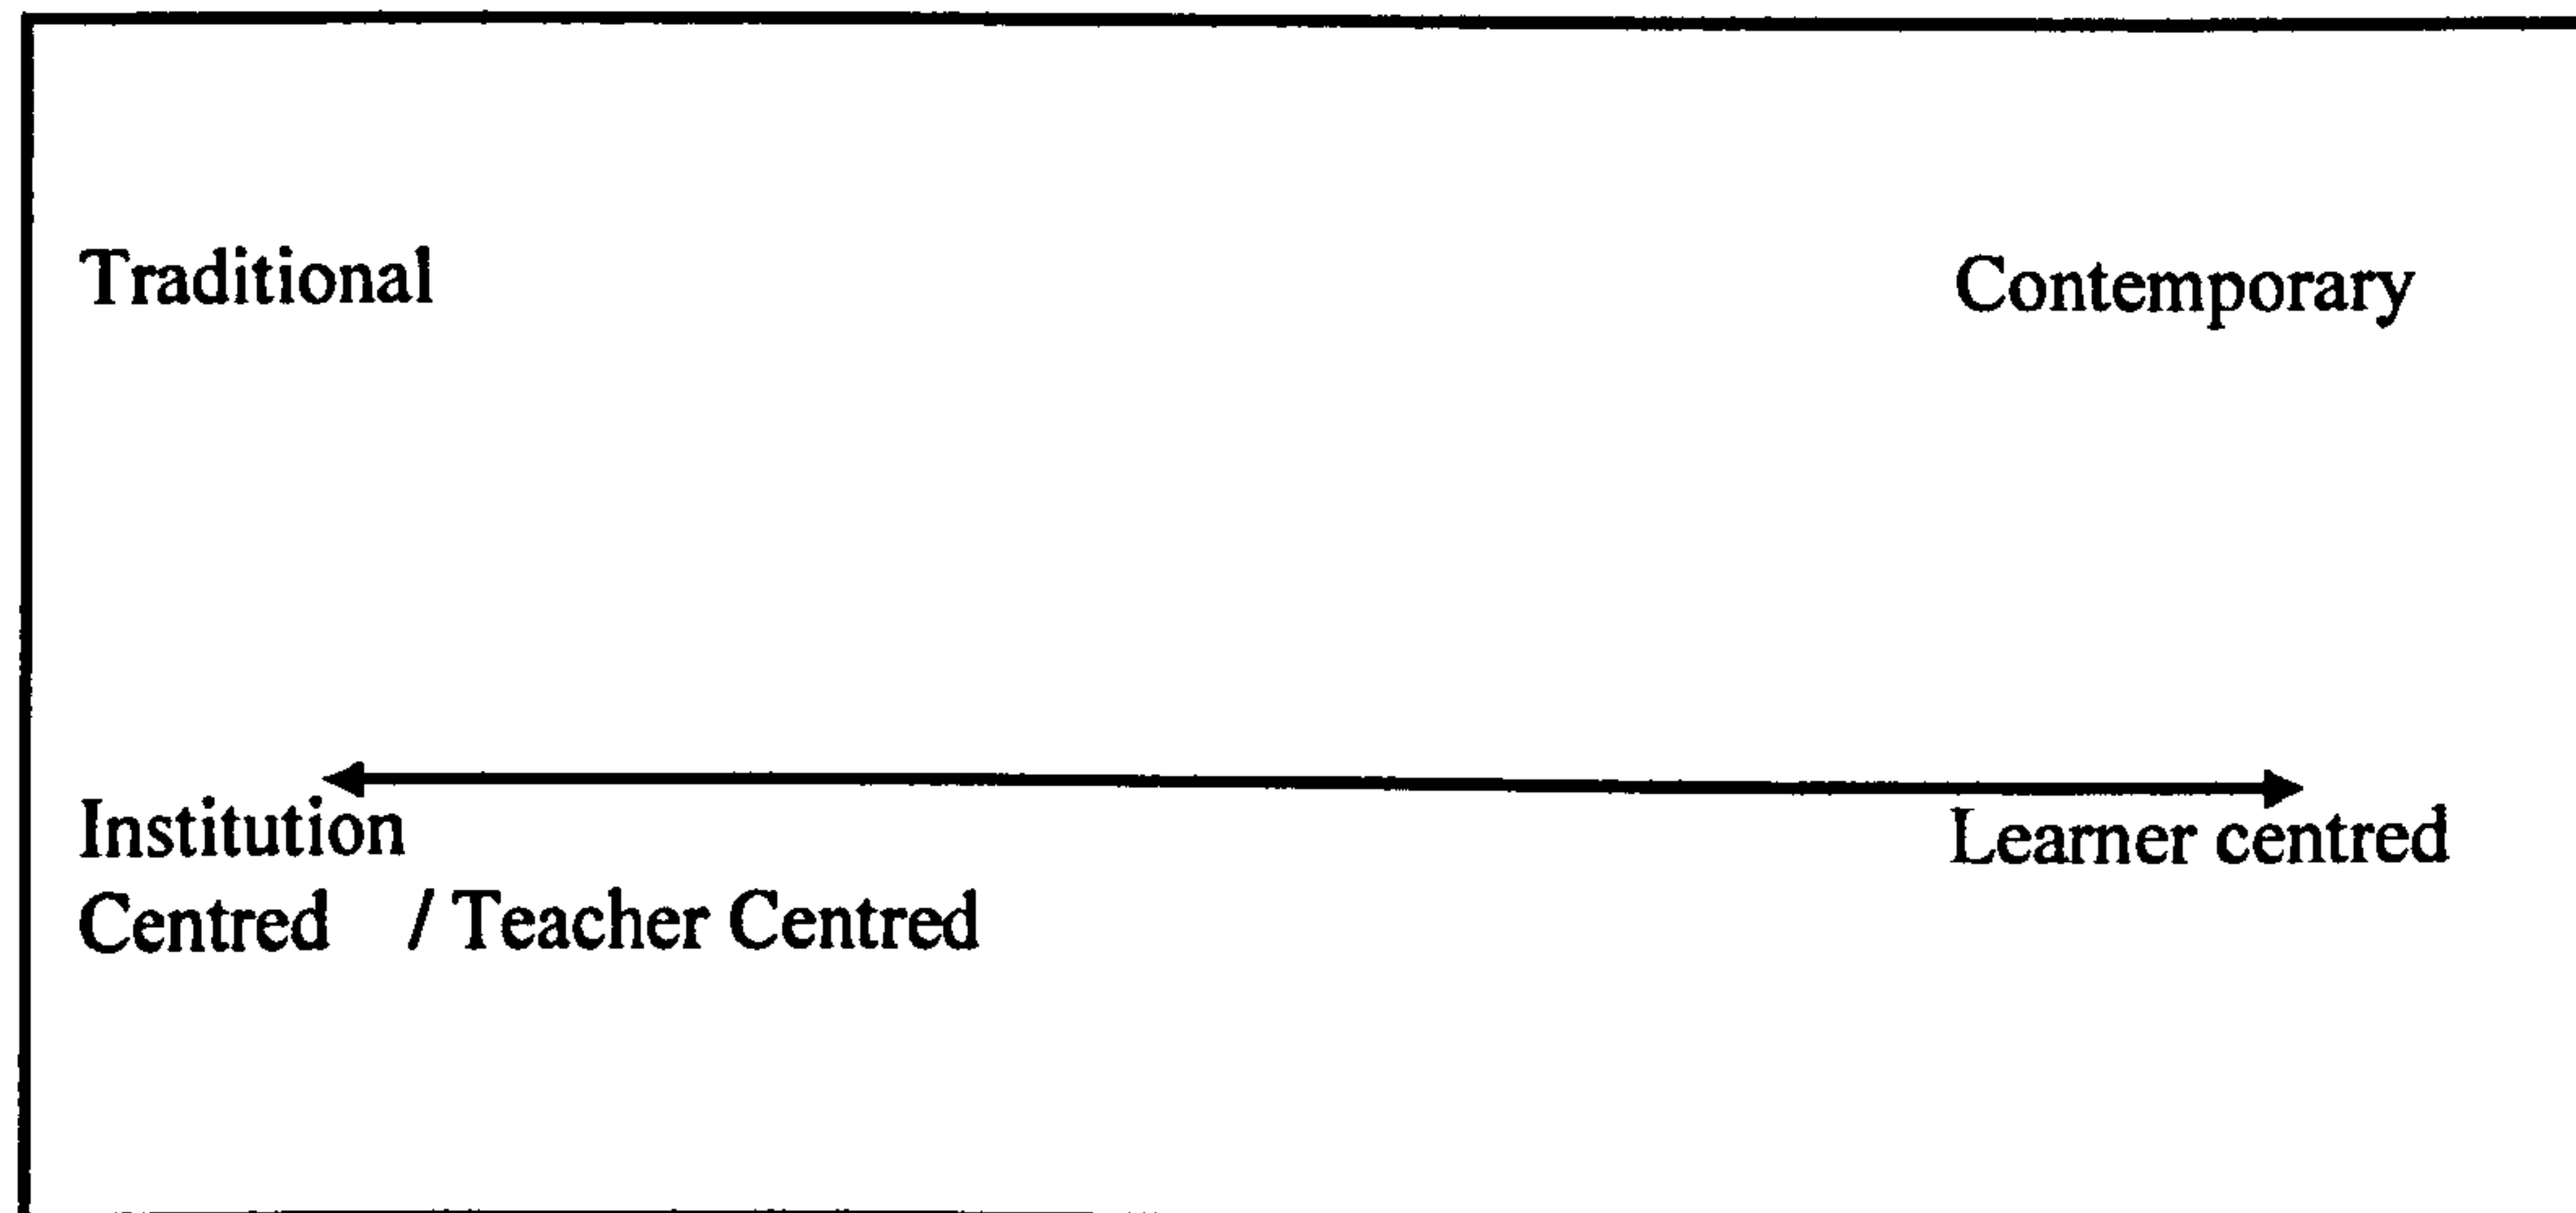 Traditional Contemporary
Institution Learner centred
Centred / Teacher Centred